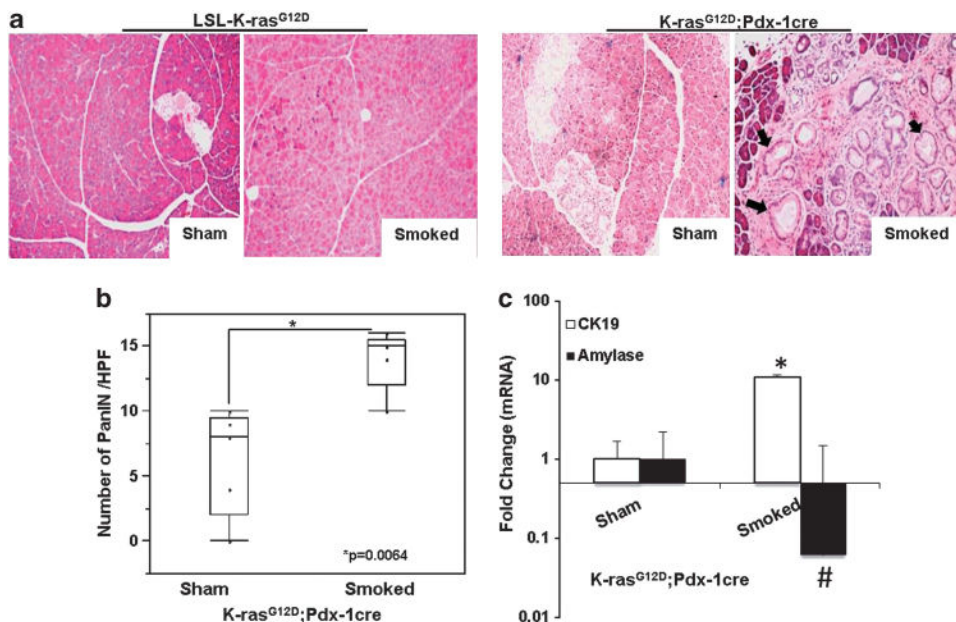 a
LSL-K-rasG12D
K-rasG12D;Pdx-1cre
Sham
Smoked
Sham
Smoked
b
Number of PanIN /HPF
15
10
5
0
*
*p=0.0064
Sham
Smoked
K-rasG12D;Pdx-1cre
c
Fold Change (mRNA)
100
10
1
0.1
0.01
CK19
Amylase
*
#
Sham
Smoked
K-rasG12D;Pdx-1cre